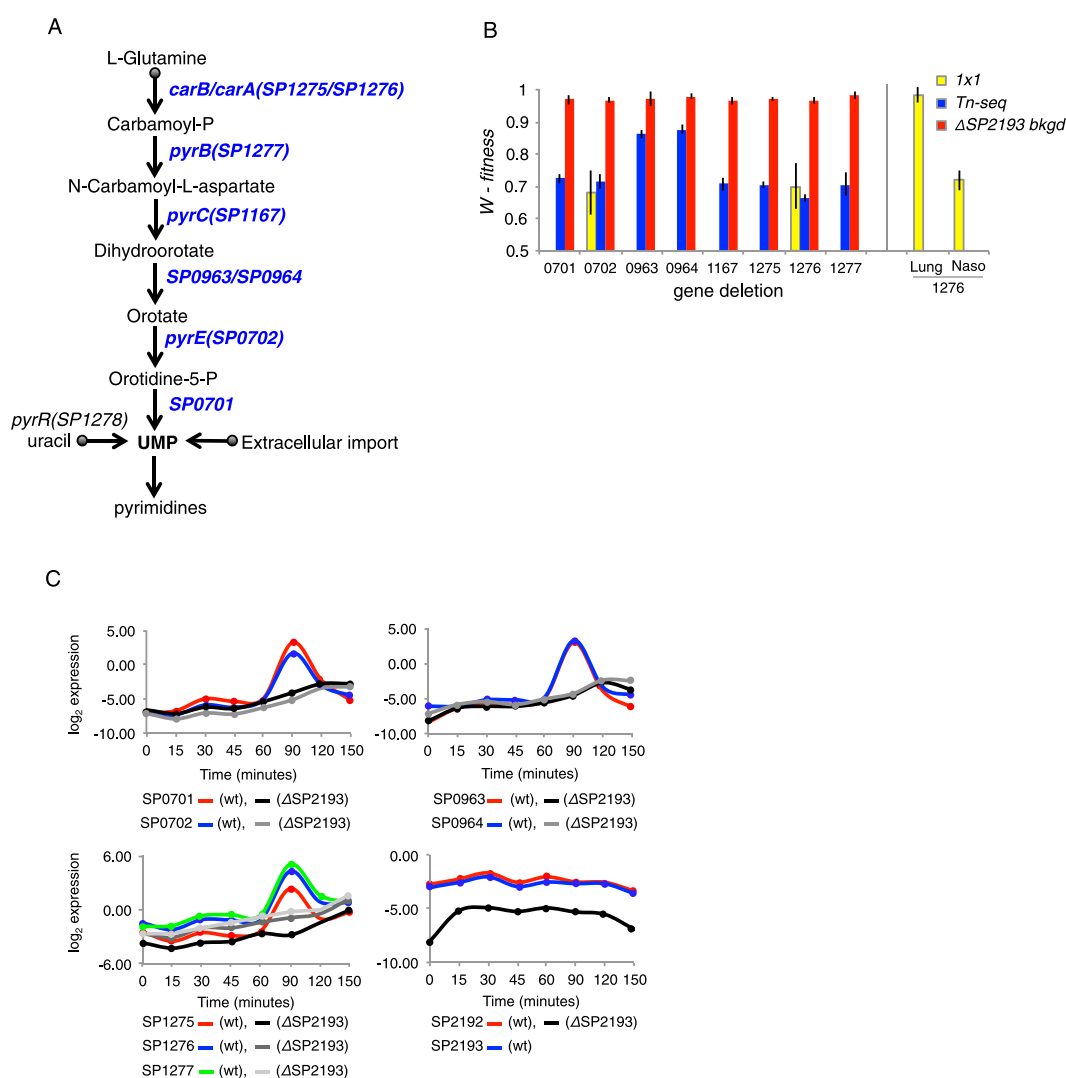 A
L-Glutamine
carB/carA(SP1275/SP1276)
Carbamoyl-P
pyrB(SP1277)
N-Carbamoyl-L-aspartate
pyrC(SP1167)
Dihydroorotate
SP0963/SP0964
Orotate
pyrE(SP0702)
Orotidine-5-P
SP0701
pyrR(SP1278)
uracil UMP Extracellular import
pyrimidines
B
1x1
Tn-seq
ΔSP2193 bkgd
W - fitness
1
0.9
0.8
0.7
0.6
0.5
0701 0702 0963 0964 1167 1275 1276 1277
gene deletion
Lung Naso
1276
C
log2 expression
5.00
0.00
-5.00
-10.00
0 15 30 45 60 90 120 150
Time (minutes)
SP0701 (wt), (ΔSP2193)
SP0702 (wt), (ΔSP2193)
5.00
0.00
-5.00
-10.00
0 15 30 45 60 90 120 150
Time (minutes)
SP0963 (wt), (ΔSP2193)
SP0964 (wt), (ΔSP2193)
log2 expression
6.00
0.00
-6.00
0 15 30 45 60 90 120 150
Time (minutes)
SP1275 (wt), (ΔSP2193)
SP1276 (wt), (ΔSP2193)
SP1277 (wt), (ΔSP2193)
0.00
-5.00
-10.00
0 15 30 45 60 90 120 150
Time (minutes)
SP2192 (wt), (ΔSP2193)
SP2193 (wt)